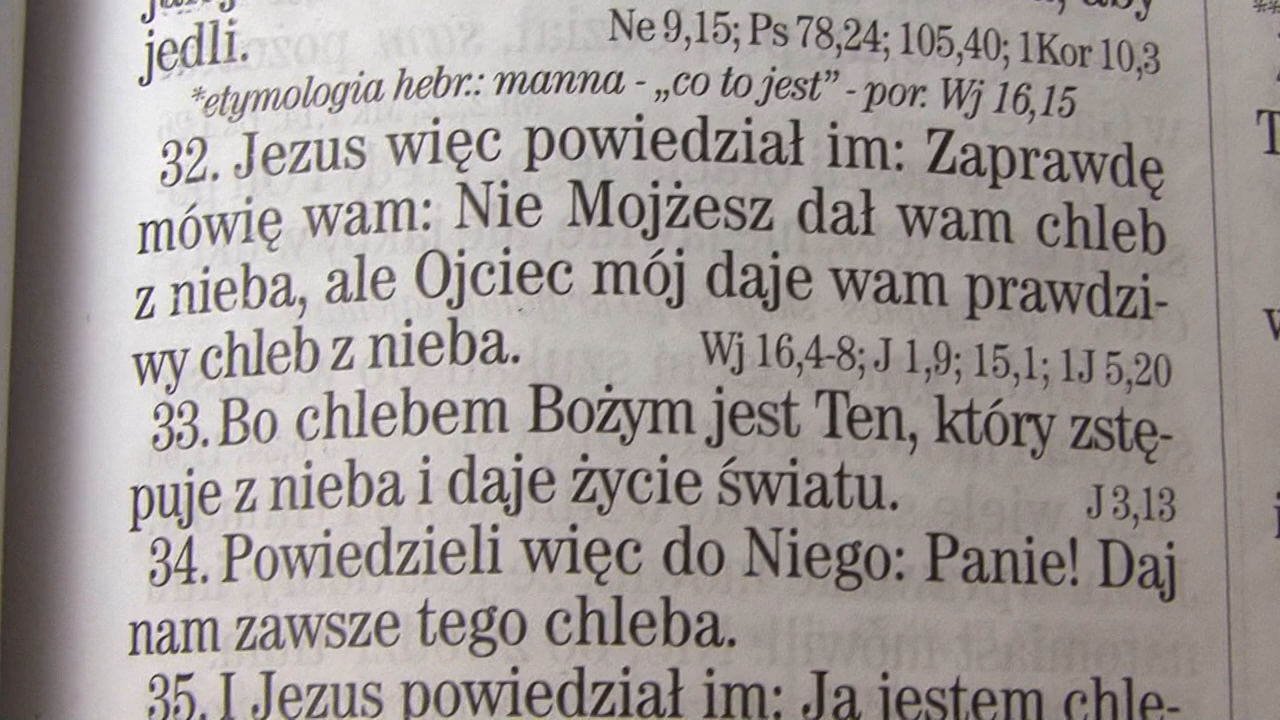 jedli. Ne 9,15; Ps 78,24; 105,40; 1Kor 10,3
*etymologia hebr.: manna - „co to jest” - por. Wj 16,15
32. Jezus więc powiedział im: Zaprawdę
mówię wam: Nie Mojżesz dał wam chleb
z nieba, ale Ojciec mój daje wam prawdzi-
wy chleb z nieba. Wj 16,4-8; J 1,9; 15,1; 1J 5,20
33. Bo chlebem Bożym jest Ten, który zstę-
puje z nieba i daje życie światu. J 3,13
34. Powiedzieli więc do Niego: Panie! Daj
nam zawsze tego chleba.
35. I Jezus powiedział im: Ja jestem chle-